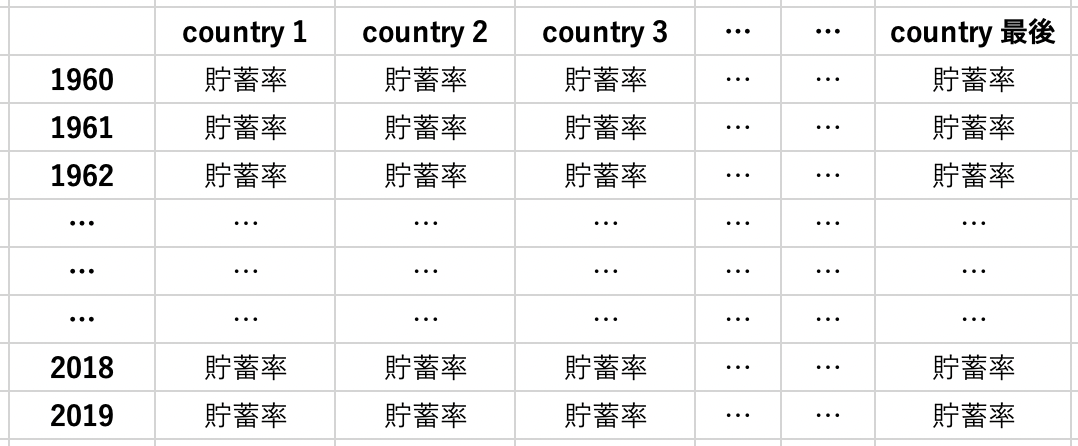 country 1 country 2 country 3 … … country 最後
1960 貯蓄率 貯蓄率 貯蓄率 … … 貯蓄率
1961 貯蓄率 貯蓄率 貯蓄率 … … 貯蓄率
1962 貯蓄率 貯蓄率 貯蓄率 … … 貯蓄率
… … … … … … …
… … … … … … …
… … … … … … …
2018 貯蓄率 貯蓄率 貯蓄率 … … 貯蓄率
2019 貯蓄率 貯蓄率 貯蓄率 … … 貯蓄率